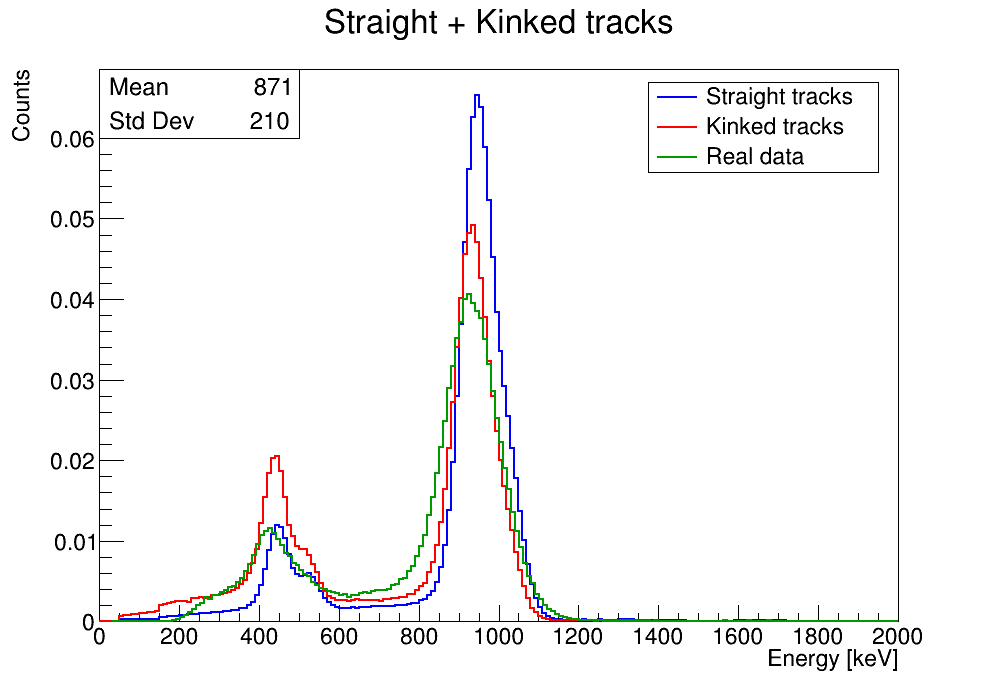 Straight + Kinked tracks
Counts
Mean 871
Std Dev 210
Straight tracks
Kinked tracks
Real data
0.06
0.05
0.04
0.03
0.02
0.01
0
0 200 400 600 800 1000 1200 1400 1600 1800 2000
Energy [keV]